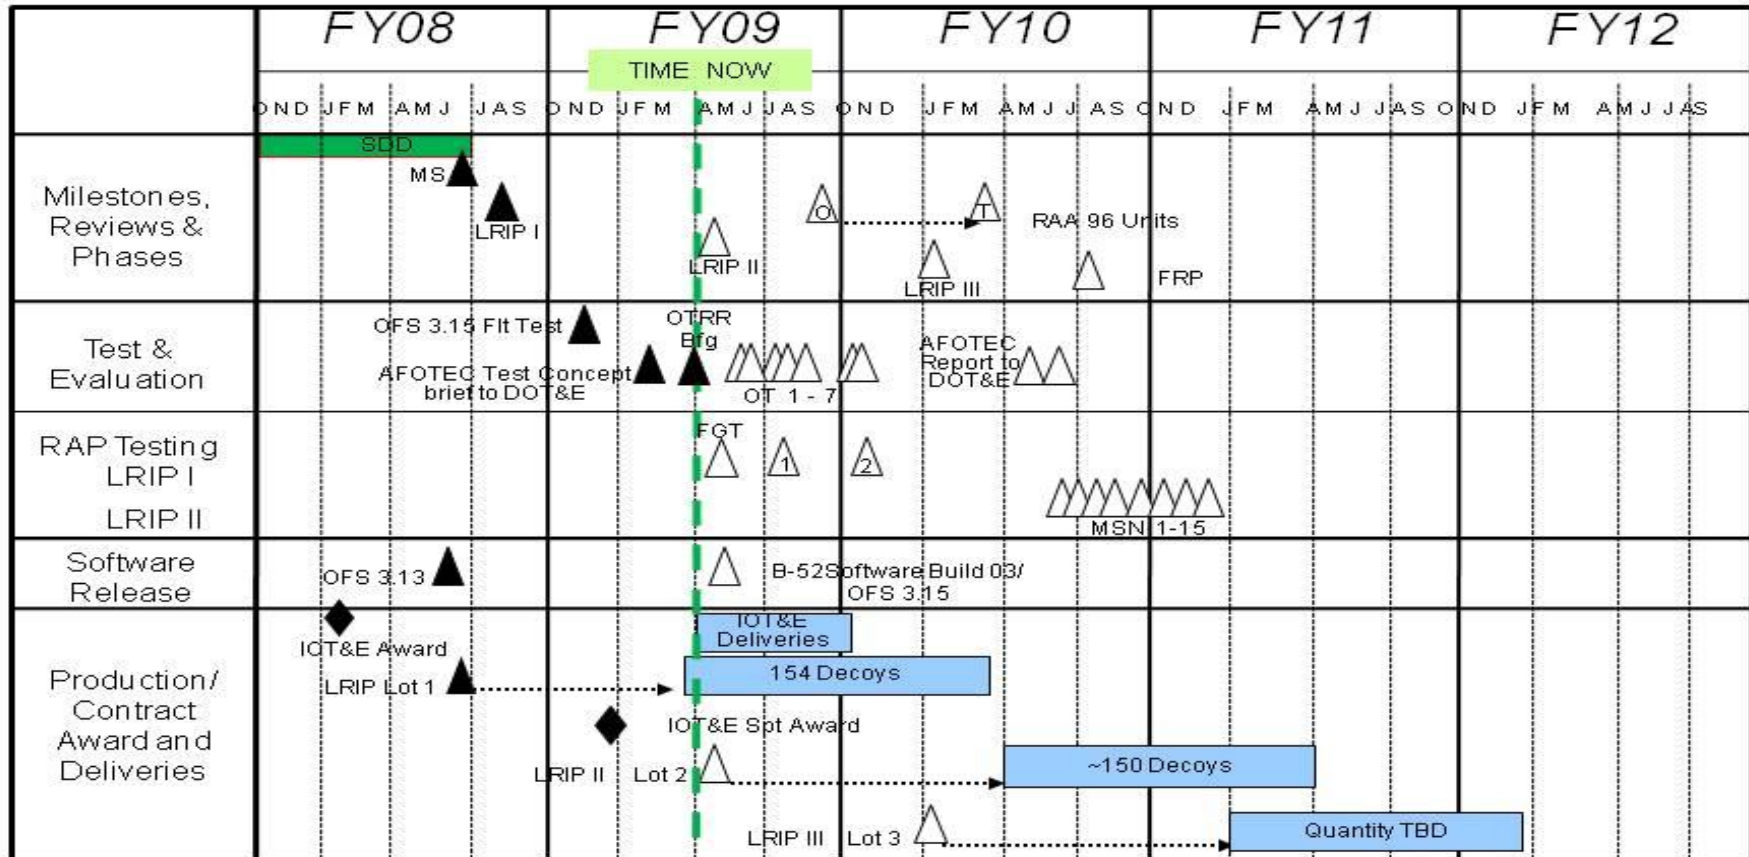 FY08 FY09 FY10 FY11 FY12
TIME NOW
O N D J F M A M J J A S O N D J F M A M J J A S O N D J F M A M J J A S O N D J F M A M J J A S O N D J F M A M J J A S
Milestones,
Reviews &
Phases
SDD
MS
LRIP I
LRIP II
O
T
RAA 96 Units
LRIP III
FRP
Test &
Evaluation
OFS 3.15 Flt Test
OTRR
Bfg
AFOTEC Test Concept
brief to DOT&E
OT 1 - 7
AFOTEC
Report to
DOT&E
RAP Testing
LRIP I
LRIP II
FGT
1
2
MSN 1-15
Software
Release
OFS 3.13
B-52Software Build 03/
OFS 3.15
Production/
Contract
Award and
Deliveries
IOT&E Award
IOT&E
Deliveries
LRIP Lot 1
154 Decoys
IOT&E Spt Award
LRIP II Lot 2
~150 Decoys
LRIP III Lot 3
Quantity TBD